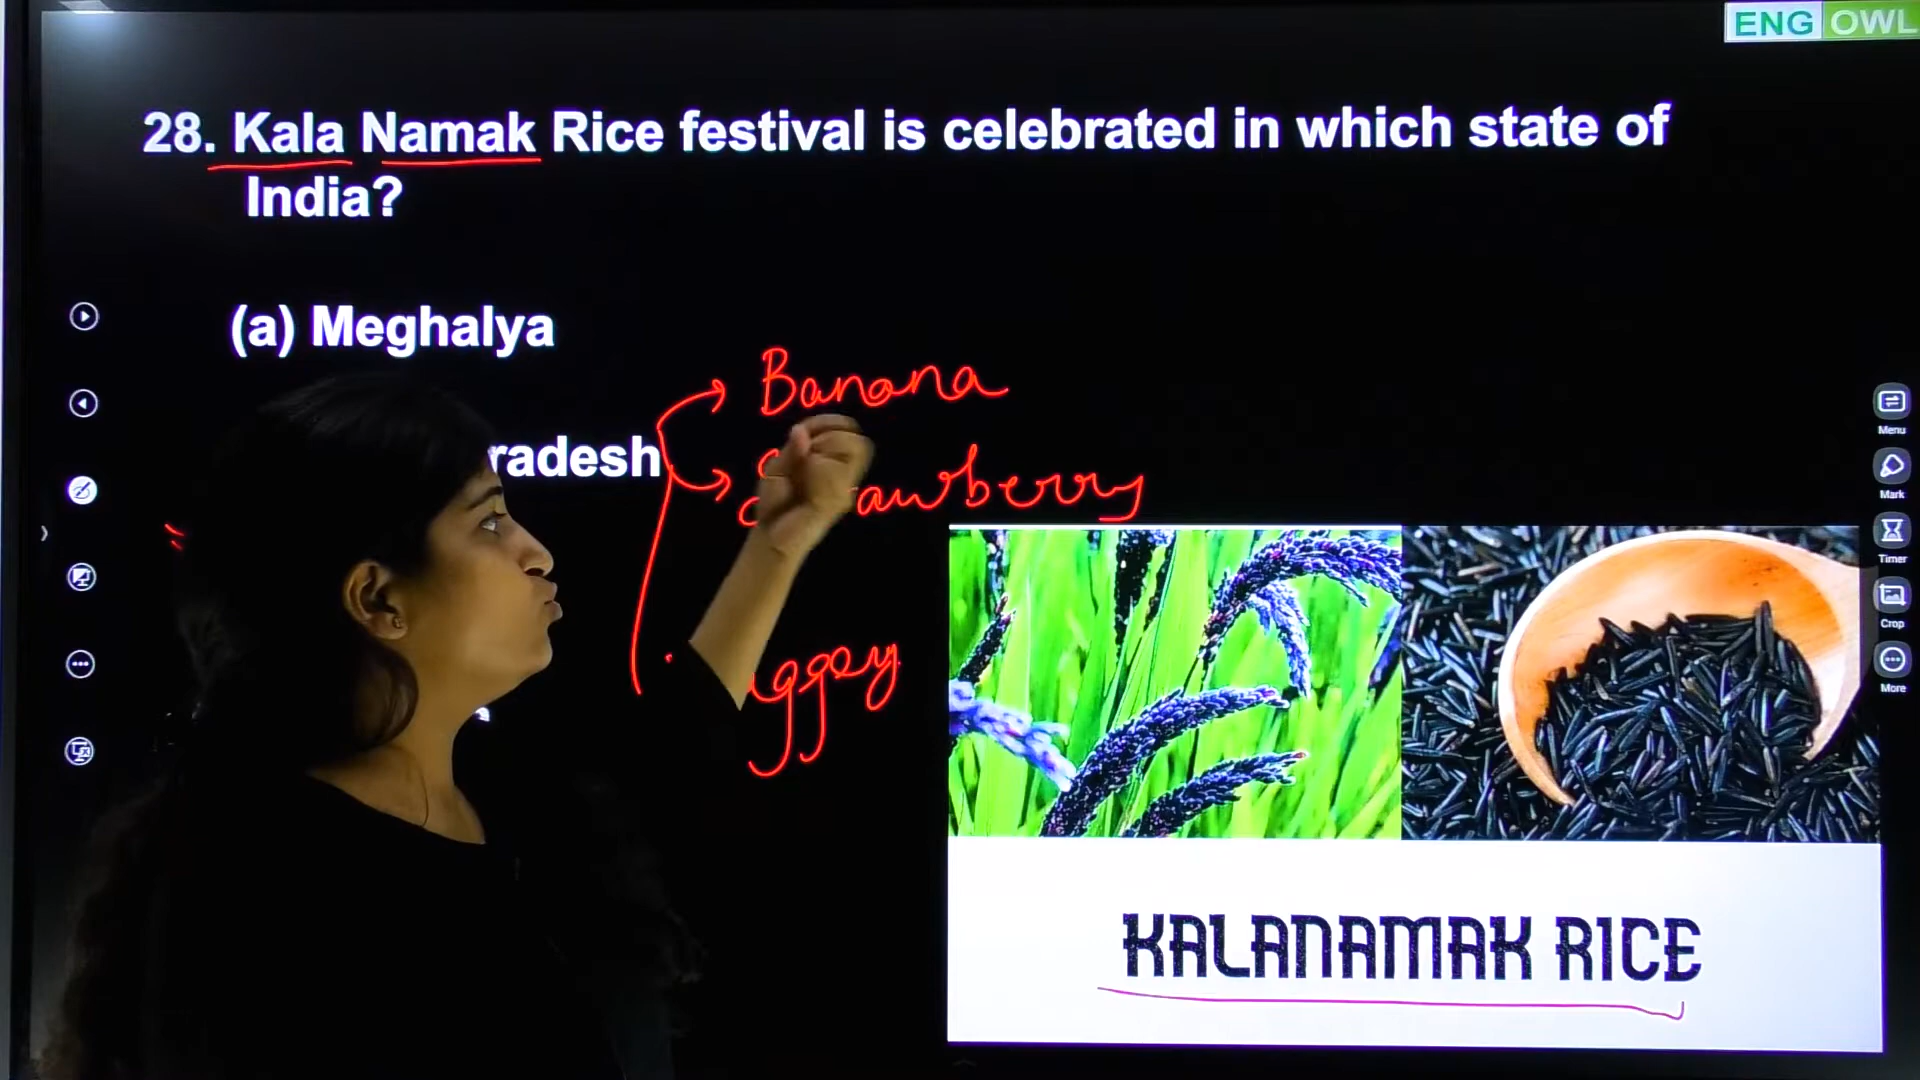 ENG OWL
28. Kala Namak Rice festival is celebrated in which state of
India?
(a) Meghalya
Banana
radesh
Menu
Mark
Timer
Crop
More
KALANAMAK RICE